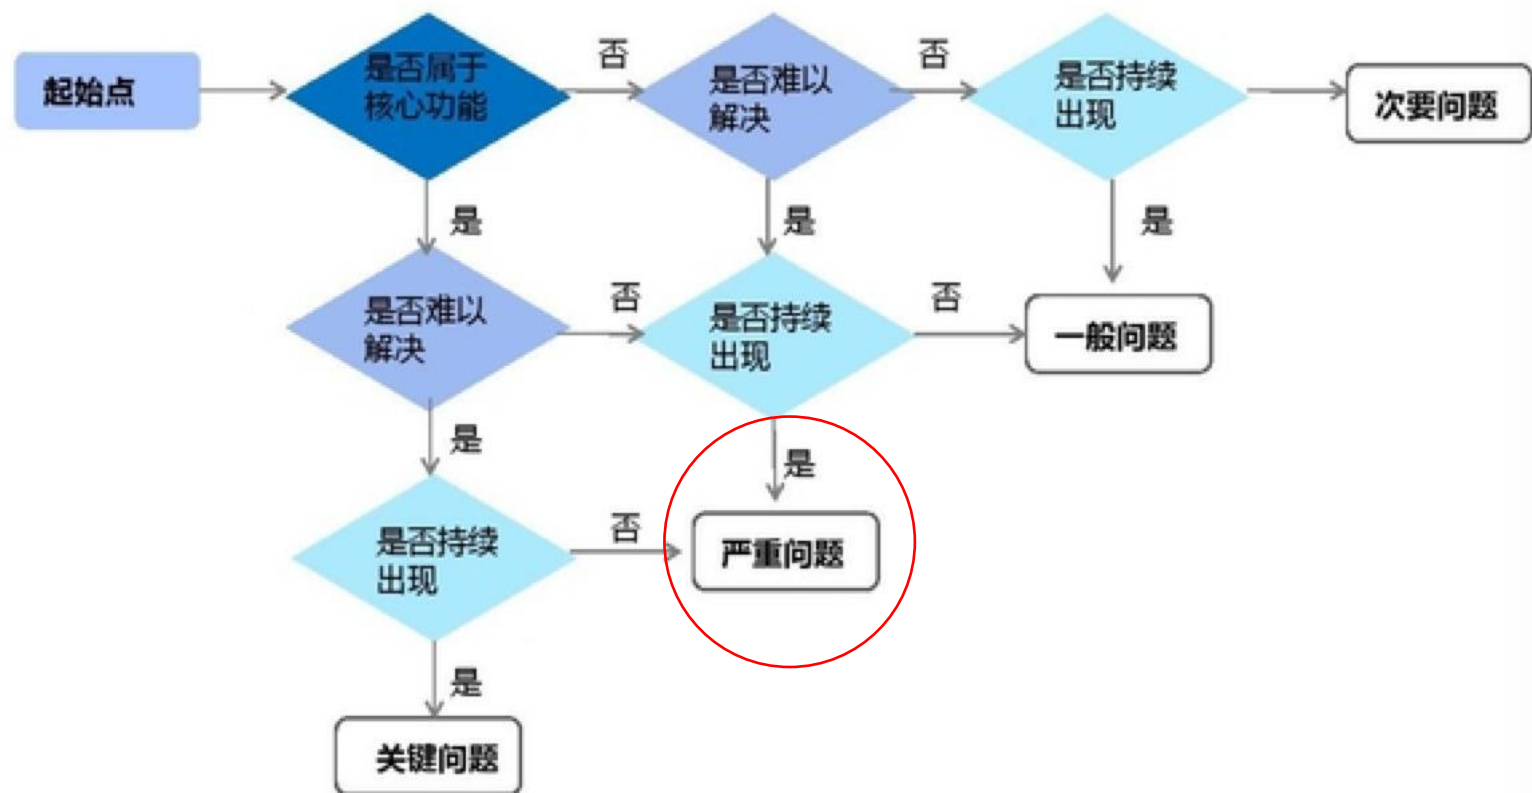 起始点
是否属于
核心功能
否
是否难以
解决
否
是否持续
出现
次要问题
是
是
是
是否难以
解决
否
是否持续
出现
否
一般问题
是
是
是否持续
出现
否
严重问题
是
关键问题